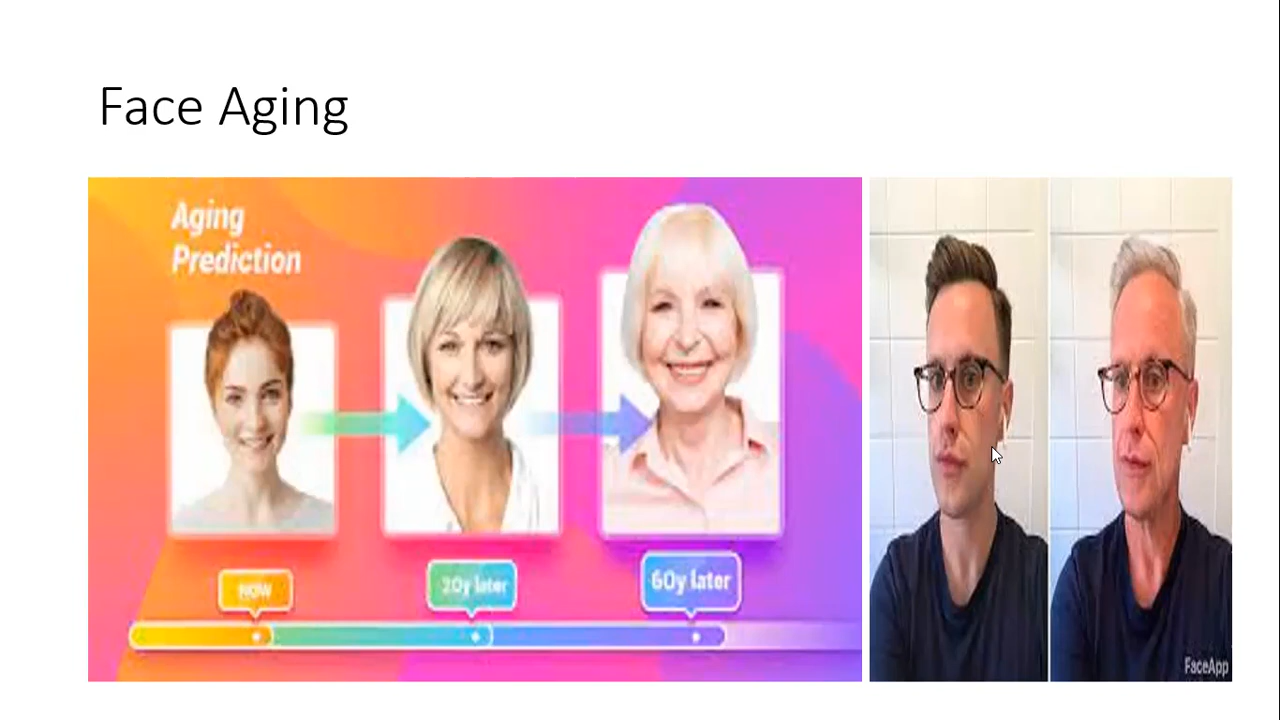 Face Aging
Aging
Prediction
NOW
20y later
60y later
FaceApp